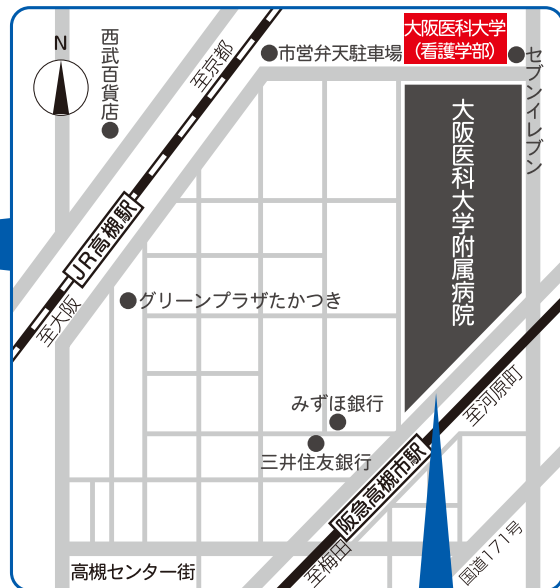 N
西武百貨店
至京都
市営弁天駐車場
大阪医科大学
（看護学部）
セブンイレブン
大阪医科大学附属病院
JR高槻駅
至大阪
グリーンプラザたかつき
みずほ銀行
三井住友銀行
至河原町
阪急高槻市駅
至梅田
国道171号
高槻センター街